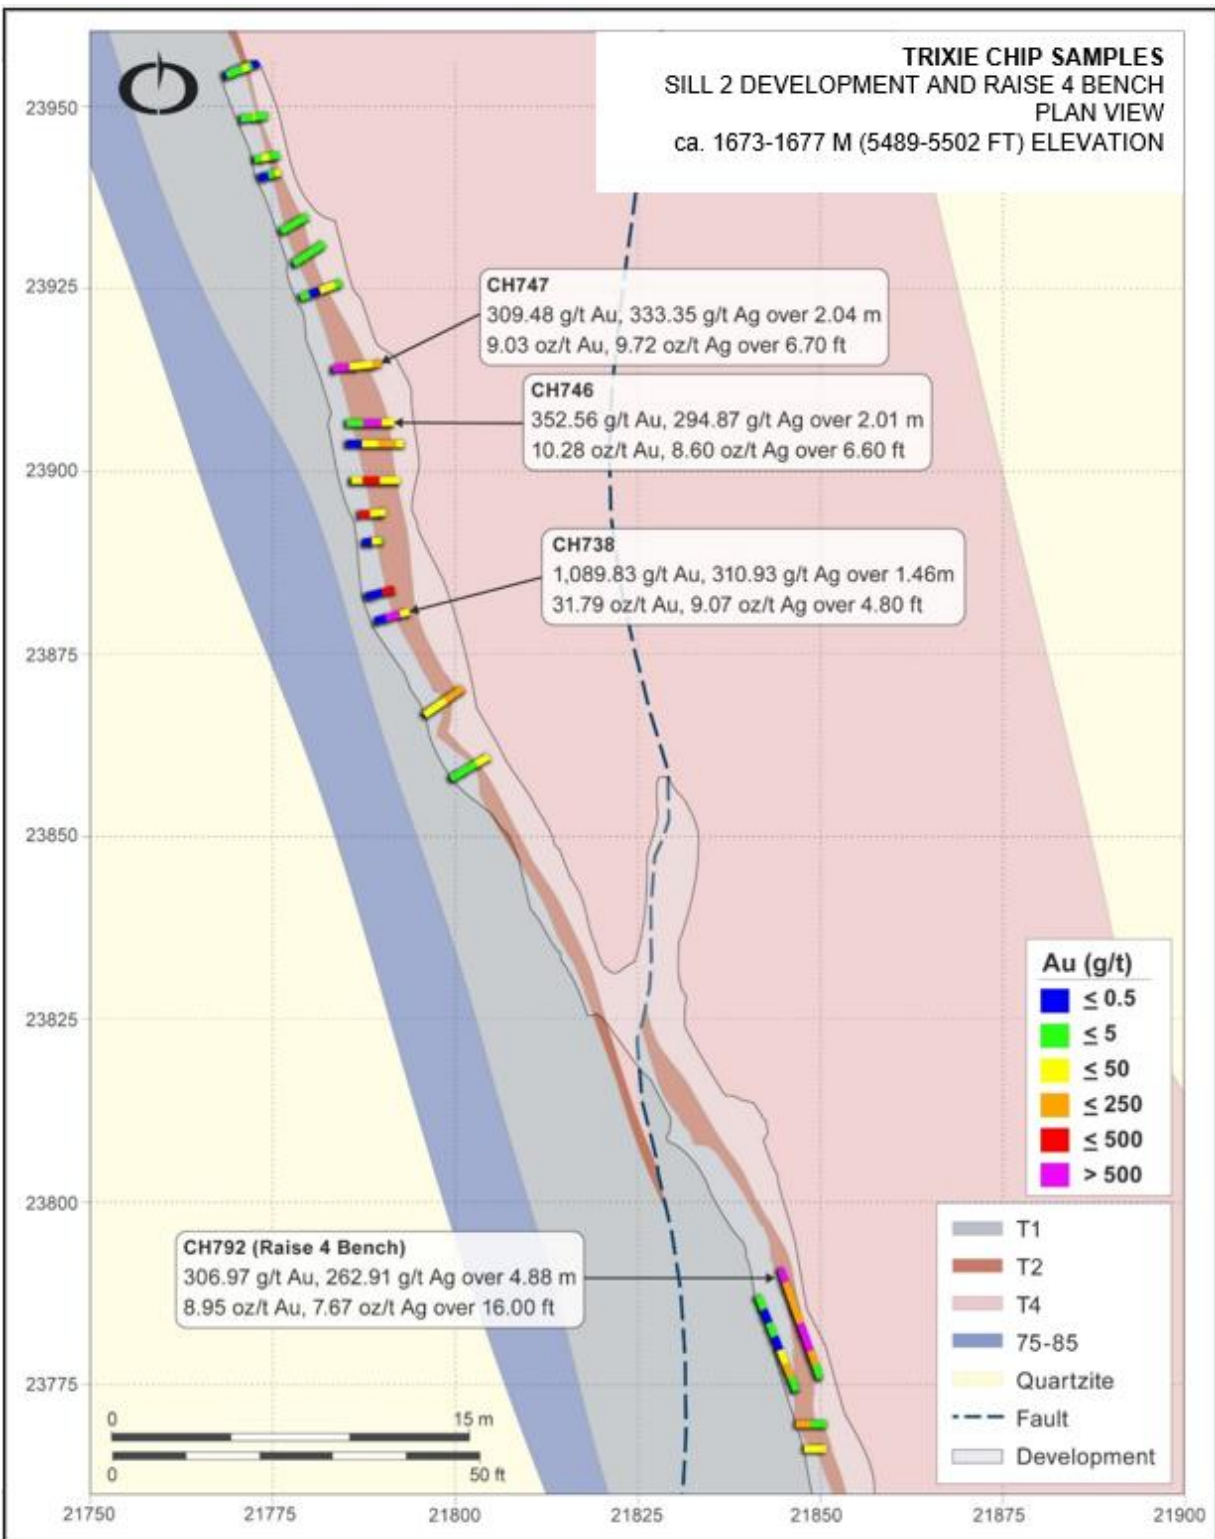 TRIXIE CHIP SAMPLES
SILL 2 DEVELOPMENT AND RAISE 4 BENCH
PLAN VIEW
ca. 1673-1677 M (5489-5502 FT) ELEVATION
23950
23925
23900
23875
23850
23825
23800
23775
CH747
309.48 g/t Au, 333.35 g/t Ag over 2.04 m
9.03 oz/t Au, 9.72 oz/t Ag over 6.70 ft
CH746
352.56 g/t Au, 294.87 g/t Ag over 2.01 m
10.28 oz/t Au, 8.60 oz/t Ag over 6.60 ft
CH738
1,089.83 g/t Au, 310.93 g/t Ag over 1.46m
31.79 oz/t Au, 9.07 oz/t Ag over 4.80 ft
CH792 (Raise 4 Bench)
306.97 g/t Au, 262.91 g/t Ag over 4.88 m
8.95 oz/t Au, 7.67 oz/t Ag over 16.00 ft
Au (g/t)
≤ 0.5
≤ 5
≤ 50
≤ 250
≤ 500
> 500
T1
T2
T4
75-85
Quartzite
Fault
Development
0 15 m
0 50 ft
21750 21775 21800 21825 21850 21875 21900